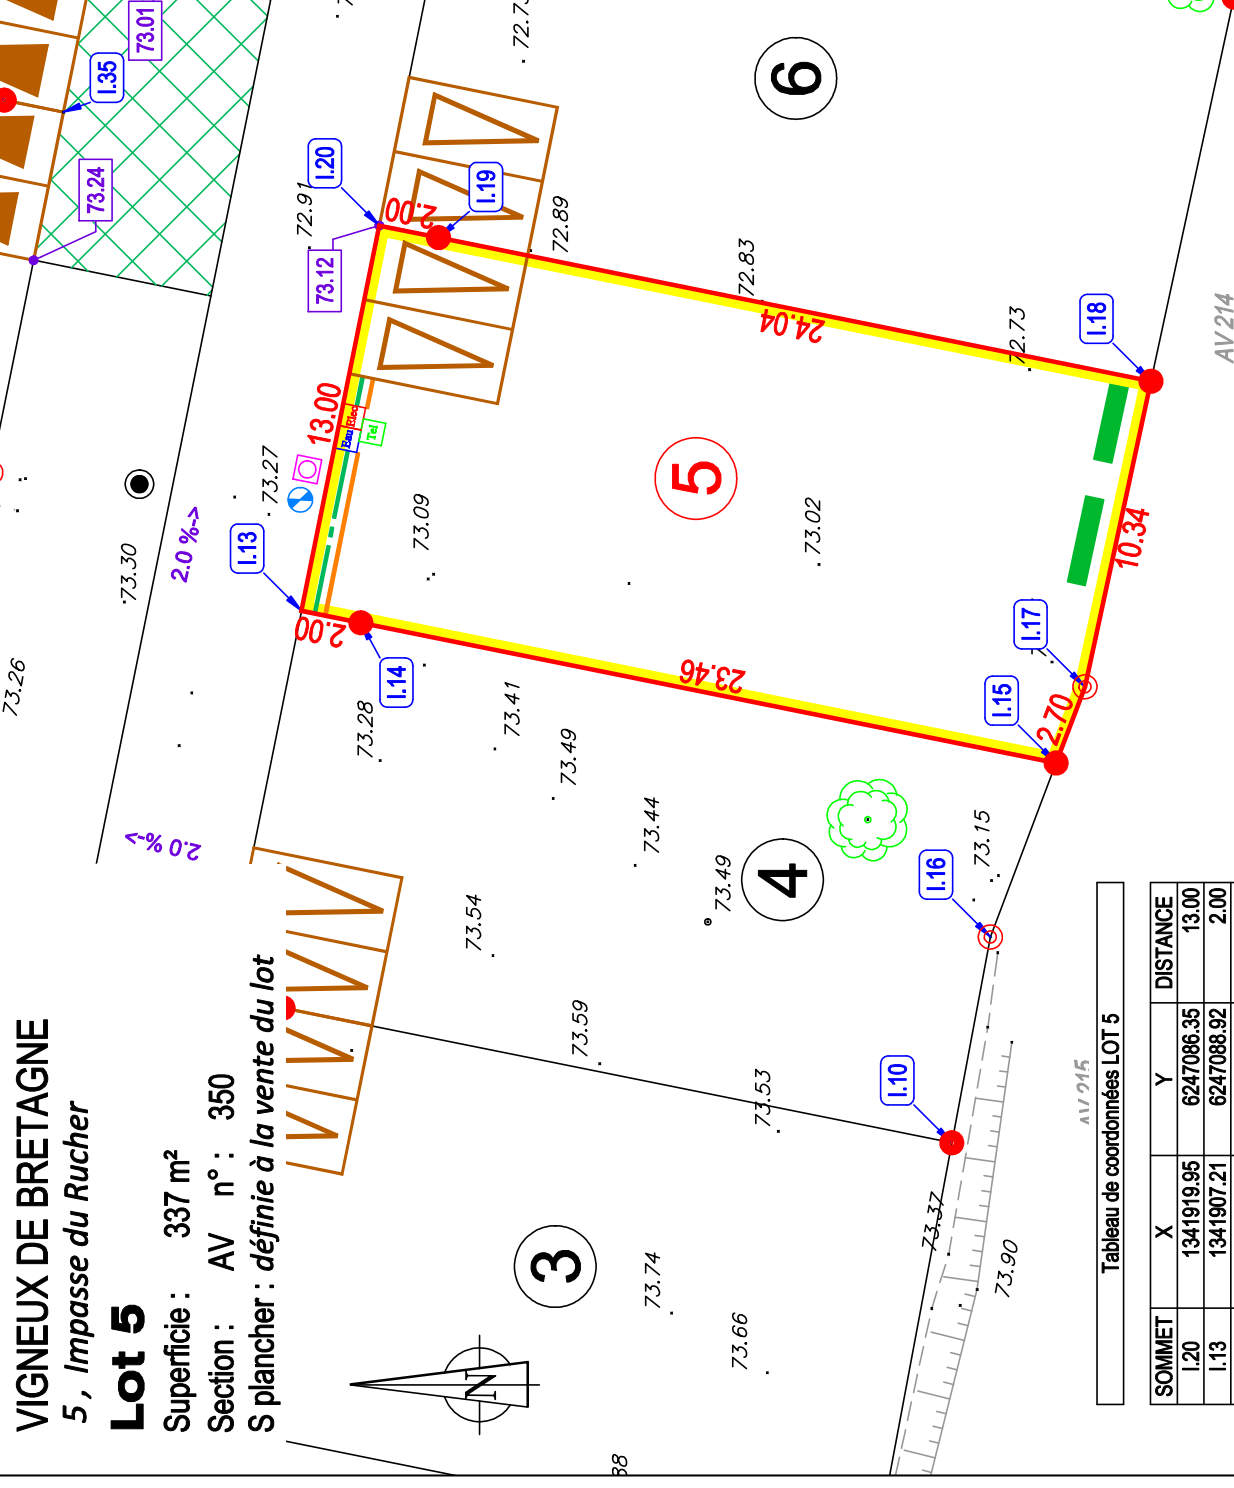 VIGNEUX DE BRETAGNE
5 , Impasse du Rucher
Lot 5
Superficie : 337 m²
Section : AV n° : 350
S plancher : définie à la vente du lot
73.01
I.35
73.24
72.91
I.20
73.12
2.00
I.19
72.89
72.83
24.04
72.73
I.18
AV 214
6
13.00
Eau
Elec
Tel
73.27
73.30
2.0 %->
I.13
73.09
5
73.02
10.34
I.17
73.26
2.00
I.14
23.46
I.15
2.70
73.28
73.41
73.49
73.44
73.49
4
73.15
I.16
2.0 %->
73.54
73.59
73.53
I.10
3
73.74
73.66
73.37
73.90
N
88
Tableau de coordonnées LOT 5
SOMMET X Y DISTANCE
I.20 1341919.95 6247086.35 13.00
I.13 1341907.21 6247088.92 2.00